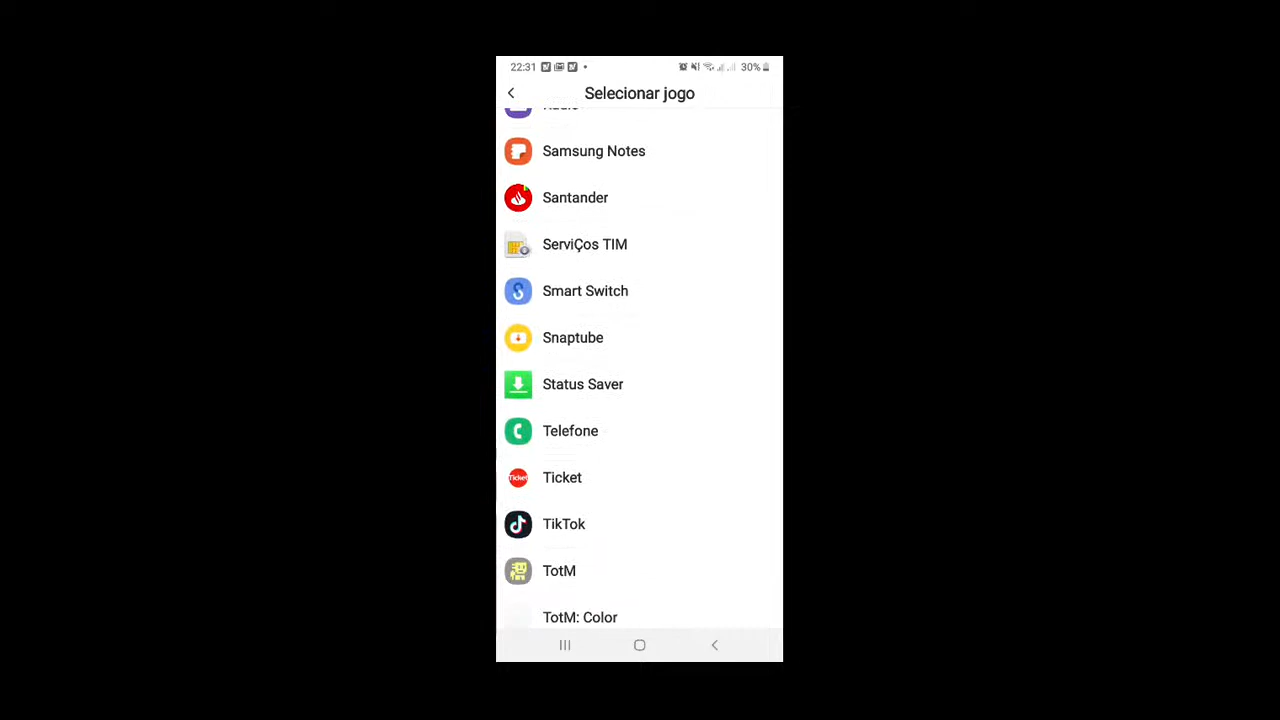 22:31
30%
Selecionar jogo
Samsung Notes
Santander
ServiÇos TIM
Smart Switch
Snaptube
Status Saver
Telefone
Ticket
Ticket
TikTok
TotM
TotM: Color